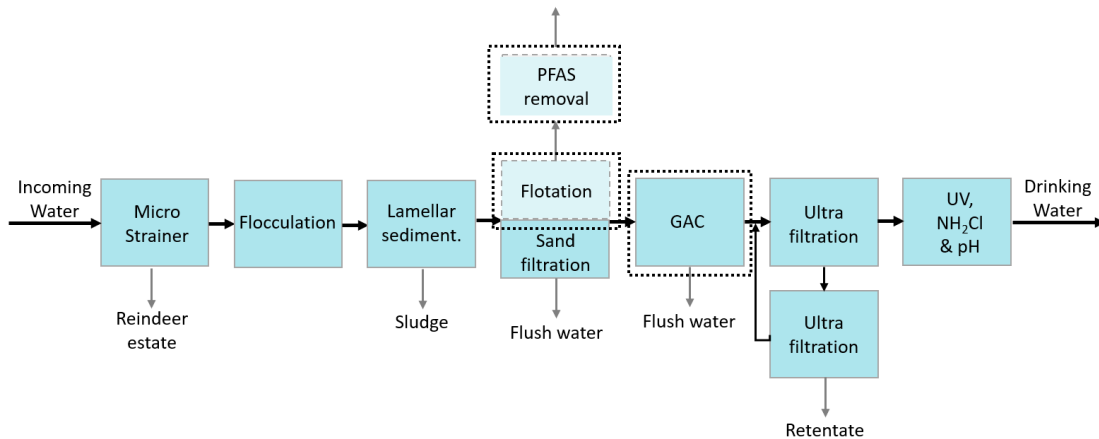 PFAS
removal
Incoming
Water
Micro
Strainer
Flocculation
Lamellar
sediment.
Flotation
Sand
filtration
GAC
Ultra
filtration
UV,
NH₂Cl
& pH
Drinking
Water
Reindeer
estate
Sludge
Flush water
Flush water
Ultra
filtration
Retentate